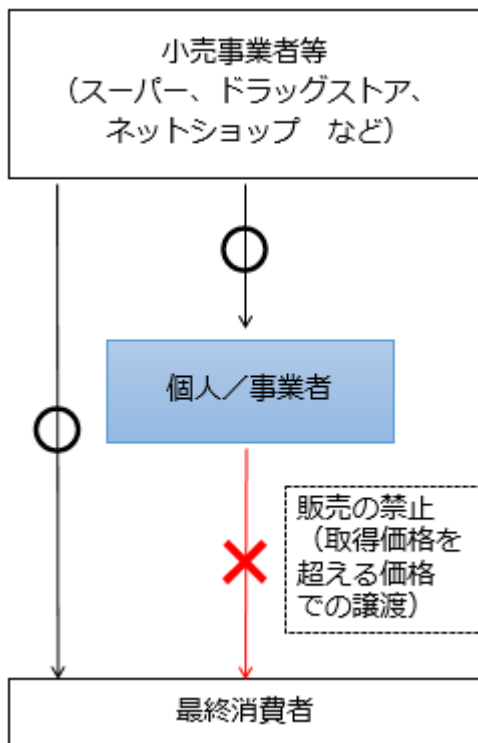 小売事業者等
（スーパー、ドラッグストア、
ネットショップ　など）
個人／事業者
販売の禁止
（取得価格を
超える価格
での譲渡）
最終消費者